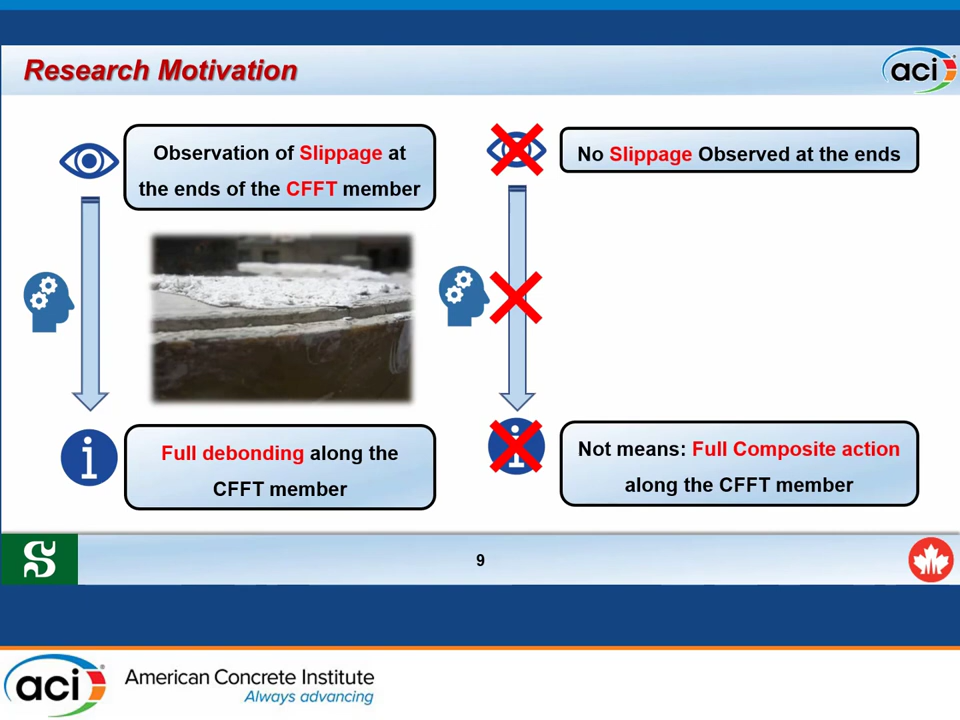 Research Motivation
aci
Observation of Slippage at
the ends of the CFFT member
No Slippage Observed at the ends
Full debonding along the
CFFT member
Not means: Full Composite action
along the CFFT member
S
9
aci
American Concrete Institute
Always advancing